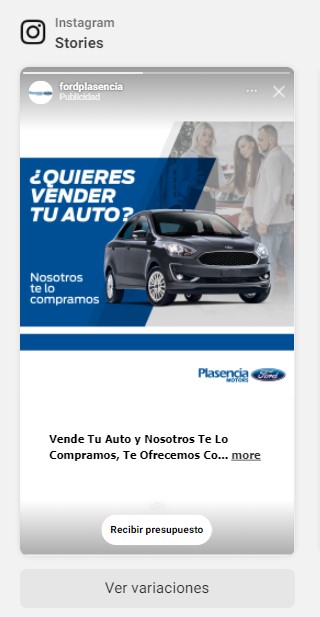 Instagram
Stories
fordplasencia
Publicidad
¿QUIERES
VENDER
TU AUTO?
Nosotros
te lo
compramos
Plasencia
MOTORS
Ford
Vende Tu Auto y Nosotros Te Lo
Compramos, Te Ofrecemos Co... more
Recibir presupuesto
Ver variaciones